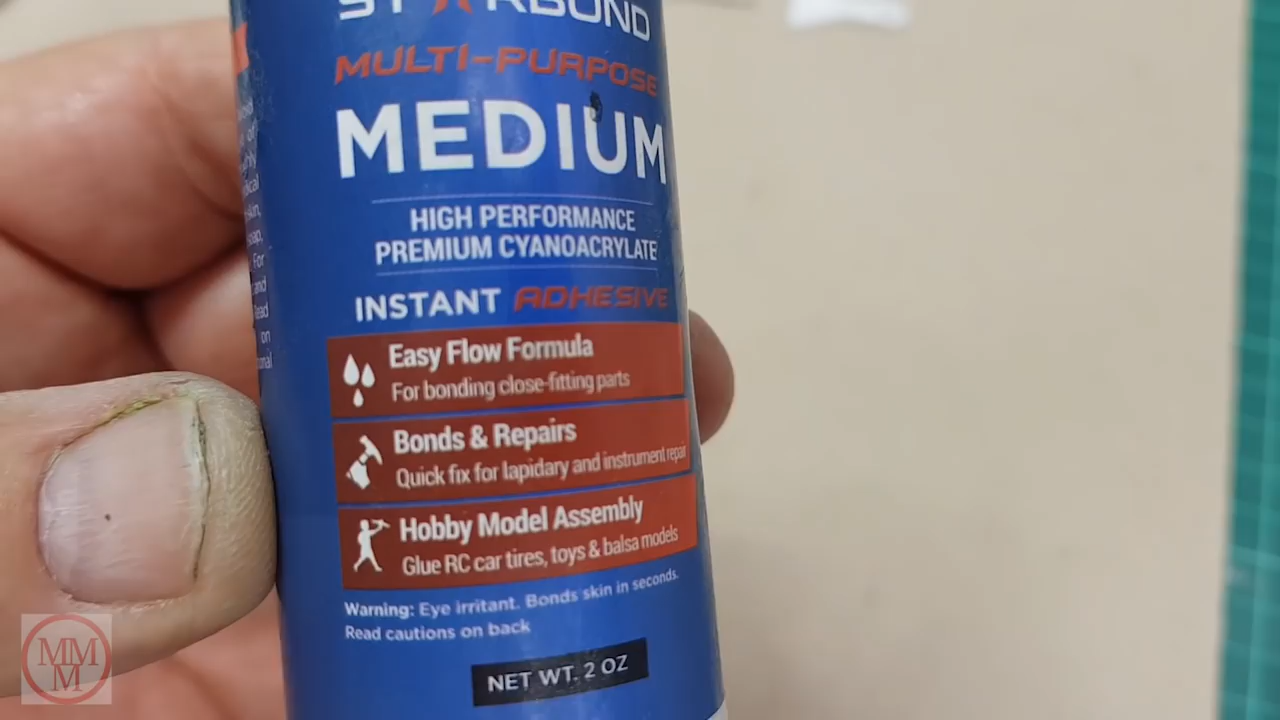 STARBOND
MULTI-PURPOSE
MEDIUM
HIGH PERFORMANCE
PREMIUM CYANOACRYLATE
INSTANT ADHESIVE
Easy Flow Formula
For bonding close-fitting parts
Bonds & Repairs
Quick fix for lapidary and instrument repair
Hobby Model Assembly
Glue RC car tires, toys & balsa models
Warning: Eye irritant. Bonds skin in seconds.
Read cautions on back
NET WT. 2 OZ
MM
M